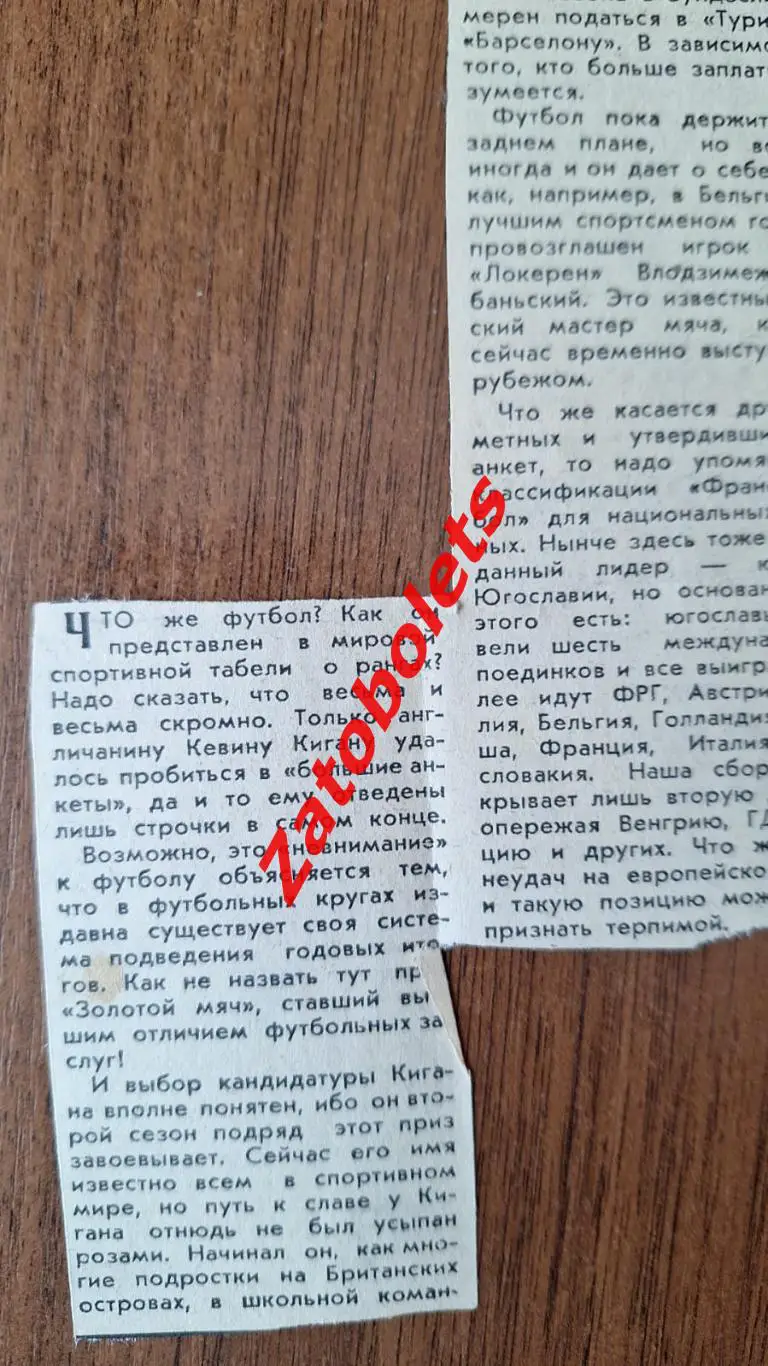 ЧТО же футбол? Как он
представлен в мировой
спортивной табели о рангах?
Надо сказать, что весьма и
весьма скромно. Только анг-
личанину Кевину Кигану уда-
лось пробиться в «большие ан-
кеты», да и то ему отведены
лишь строчки в самом конце.
Возможно, это «невнимание»
к футболу объясняется тем,
что в футбольных кругах из-
давна существует своя систе-
ма подведения годовых ито-
гов. Как не назвать тут пр
«Золотой мяч», ставший вы
шим отличием футбольных за
слуг!
И выбор кандидатуры Кига-
на вполне понятен, ибо он вто-
рой сезон подряд этот приз
завоевывает. Сейчас его имя
известно всем в спортивном
мире, но путь к славе у Ки-
гана отнюдь не был усыпан
розами. Начинал он, как мно-
гие подростки на Британских
островах, в школьной коман-
мерен податься в «Тури
«Барселону». В зависимо
того, кто больше заплат
зумеется.
Футбол пока держит
заднем плане, но во
иногда и он дает о себе
как, например, в Бельги
лучшим спортсменом го
провозглашен игрок
«Локерен» Влодзимеж
баньский. Это известны
ский мастер мяча, к
сейчас временно высту
рубежом.
Что же касается дру
метных и утвердивши
анкет, то надо упомя
классификации «Фран
бол» для национальных
ных. Нынче здесь тоже
данный лидер — к
Югославии, но основан
этого есть: югославы
вели шесть междуна
поединков и все выигр
лее идут ФРГ, Австри
лия, Бельгия, Голланди
ша, Франция, Италия
словакия. Наша сбор
крывает лишь вторую
опережая Венгрию, ГД
цию и других. Что ж
неудач на европейско
и такую позицию мож
признать терпимой.
Zatobolets